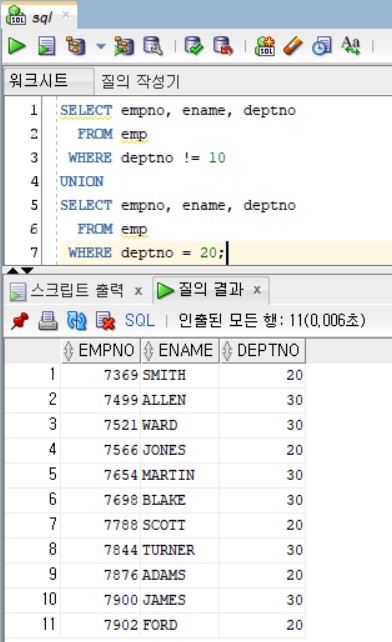 sql
워크시트 질의 작성기
1 SELECT empno, ename, deptno
2 FROM emp
3 WHERE deptno != 10
4 UNION
5 SELECT empno, ename, deptno
6 FROM emp
7 WHERE deptno = 20;
스크립트 출력 x 질의 결과 x
SQL | 인출된 모든 행: 11(0,006초)
EMPNO ENAME DEPTNO
1 7369 SMITH 20
2 7499 ALLEN 30
3 7521 WARD 30
4 7566 JONES 20
5 7654 MARTIN 30
6 7698 BLAKE 30
7 7788 SCOTT 20
8 7844 TURNER 30
9 7876 ADAMS 20
10 7900 JAMES 30
11 7902 FORD 20